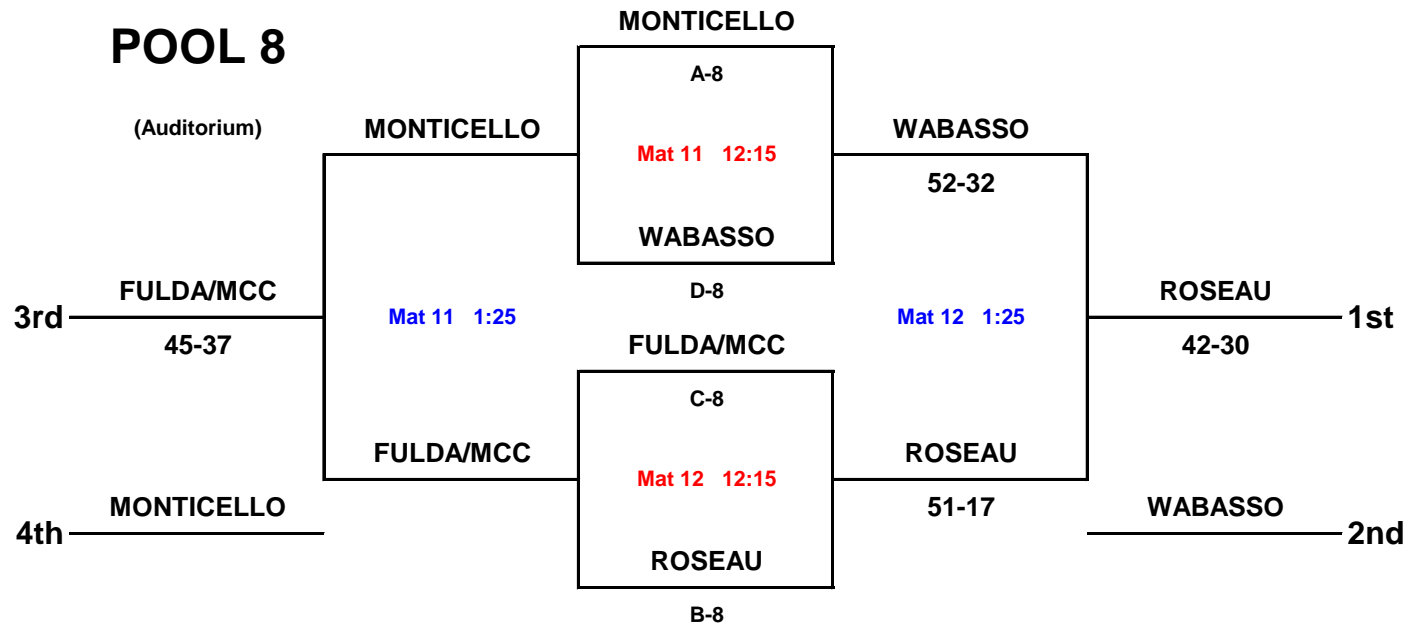 POOL 8
(Auditorium)
MONTICELLO
A-8
MONTICELLO
Mat 11 12:15
WABASSO
52-32
WABASSO
D-8
FULDA/MCC
3rd
45-37
Mat 11 1:25
Mat 12 1:25
ROSEAU
1st
42-30
FULDA/MCC
C-8
FULDA/MCC
Mat 12 12:15
ROSEAU
51-17
MONTICELLO
4th
WABASSO
2nd
ROSEAU
B-8